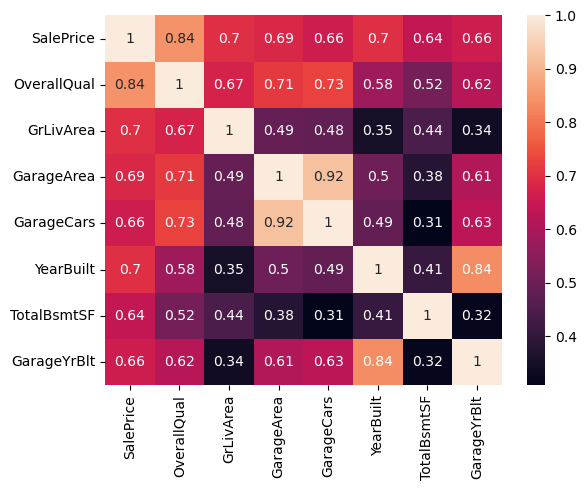 SalePrice 1 0.84 0.7 0.69 0.66 0.7 0.64 0.66
OverallQual 0.84 1 0.67 0.71 0.73 0.58 0.52 0.62
GrLivArea 0.7 0.67 1 0.49 0.48 0.35 0.44 0.34
GarageArea 0.69 0.71 0.49 1 0.92 0.5 0.38 0.61
GarageCars 0.66 0.73 0.48 0.92 1 0.49 0.31 0.63
YearBuilt 0.7 0.58 0.35 0.5 0.49 1 0.41 0.84
TotalBsmtSF 0.64 0.52 0.44 0.38 0.31 0.41 1 0.32
GarageYrBlt 0.66 0.62 0.34 0.61 0.63 0.84 0.32 1
SalePrice
OverallQual
GrLivArea
GarageArea
GarageCars
YearBuilt
TotalBsmtSF
GarageYrBlt
1.0
0.9
0.8
0.7
0.6
0.5
0.4